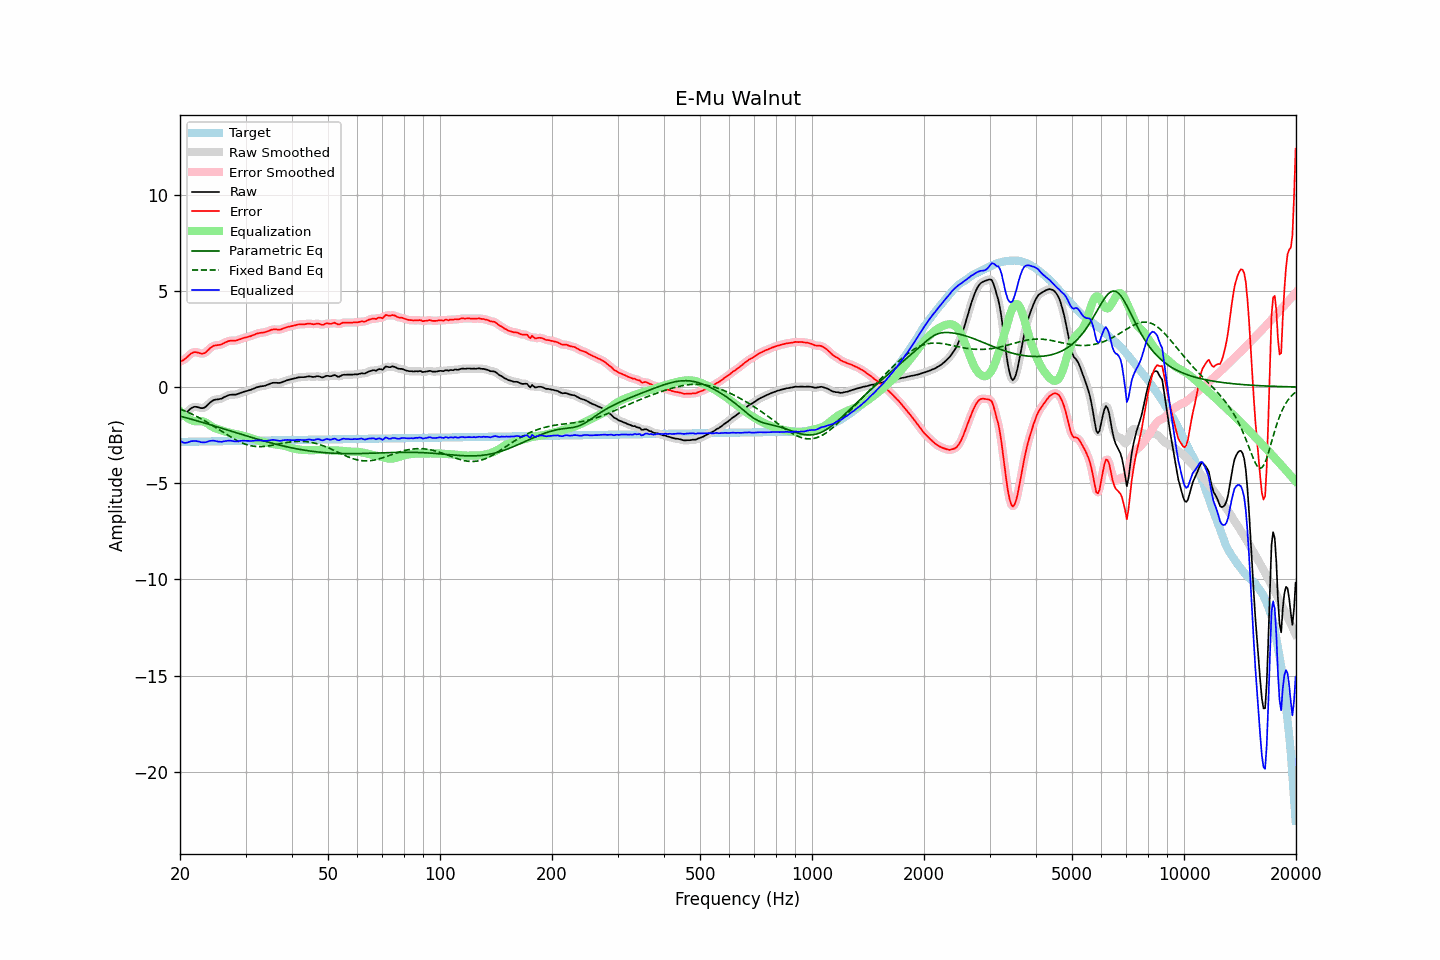 E-Mu Walnut
Target
Raw Smoothed
Error Smoothed
Raw
Error
Equalization
Parametric Eq
Fixed Band Eq
Equalized
10
5
0
−5
−10
−15
−20
Amplitude (dBr)
20
50
100
200
500
1000
2000
5000
10000
20000
Frequency (Hz)